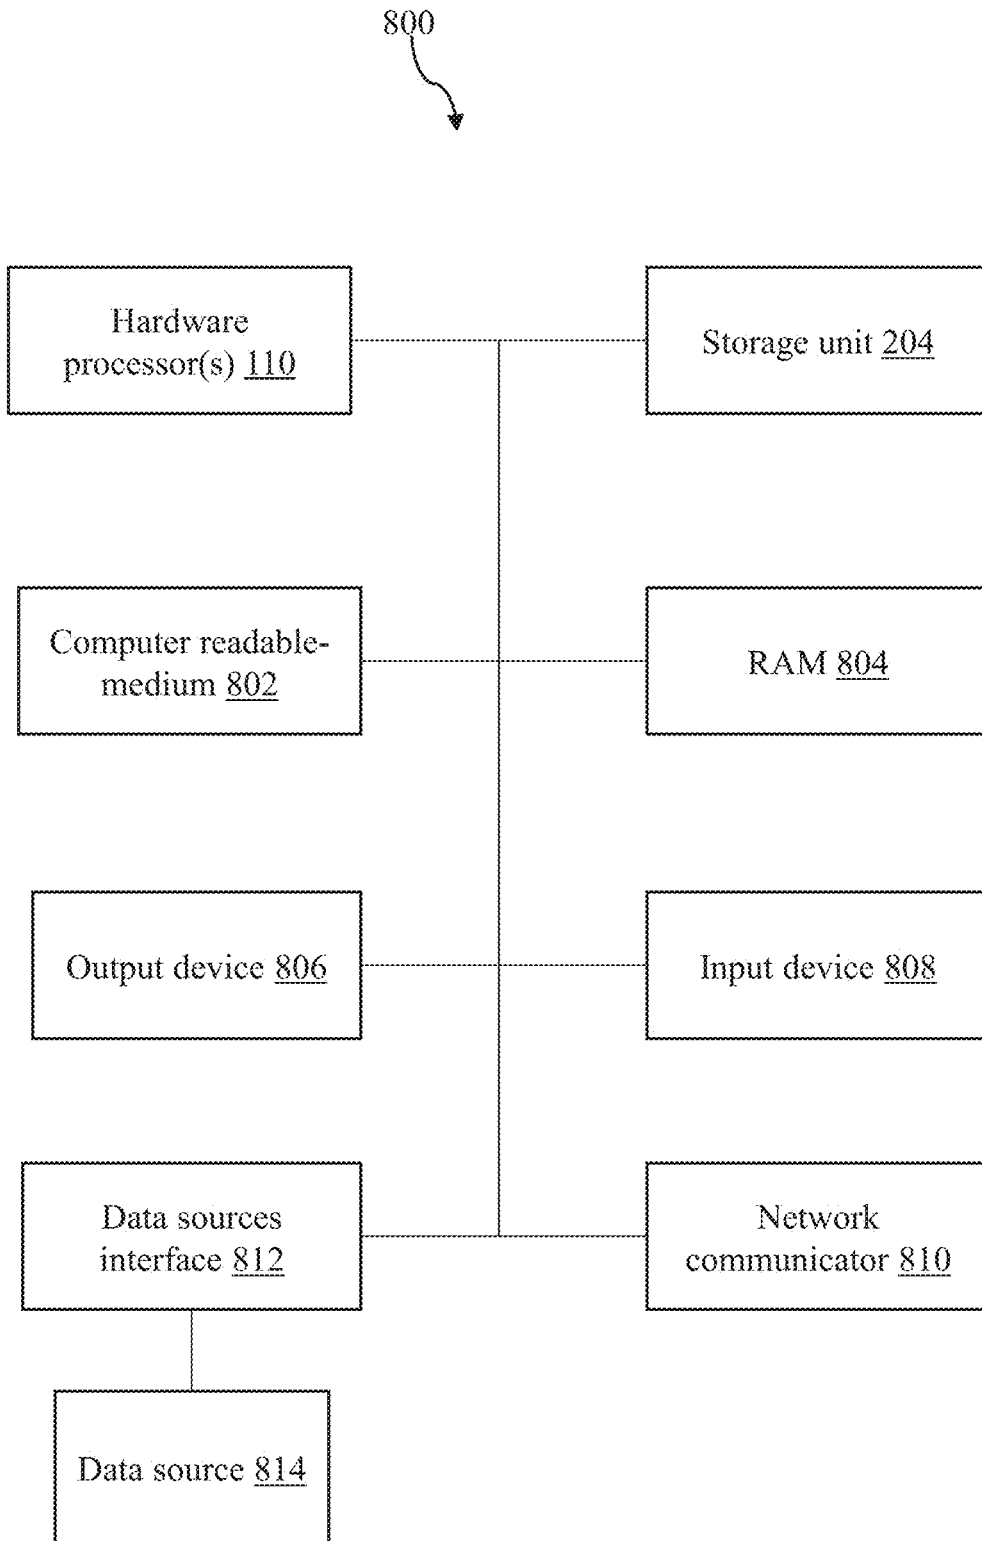 800
Hardware
processor(s) 110
Storage unit 204
Computer readable-
medium 802
RAM 804
Output device 806
Input device 808
Data sources
interface 812
Network
communicator 810
Data source 814